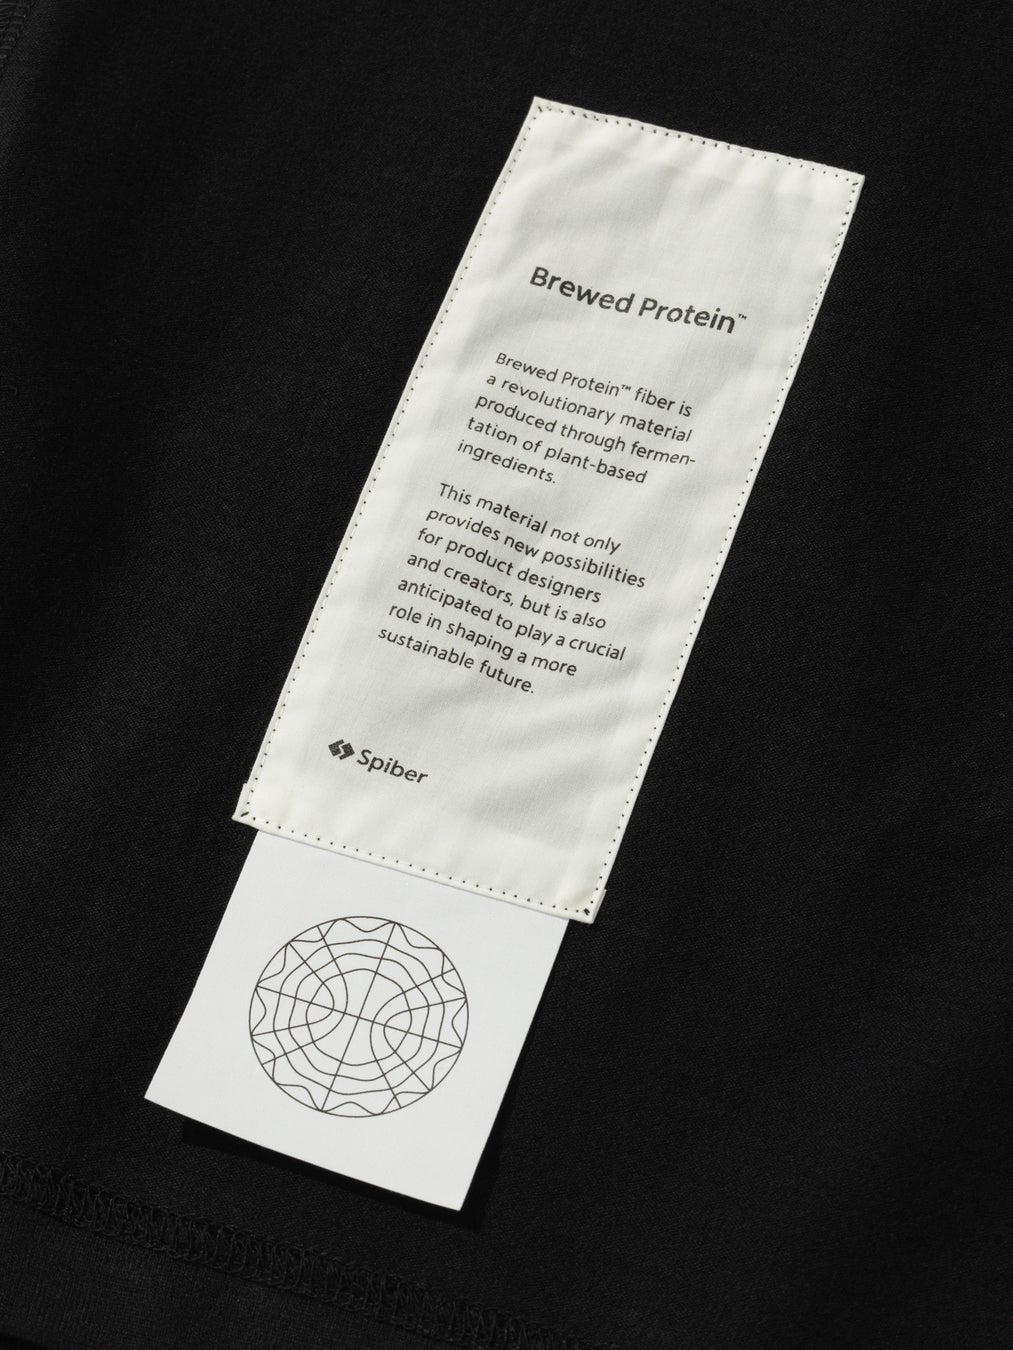 Brewed Protein™
Brewed Protein™ fiber is
a revolutionary material
produced through fermen-
tation of plant-based
ingredients.
This material not only
provides new possibilities
for product designers
and creators, but is also
anticipated to play a crucial
role in shaping a more
sustainable future.
Spiber